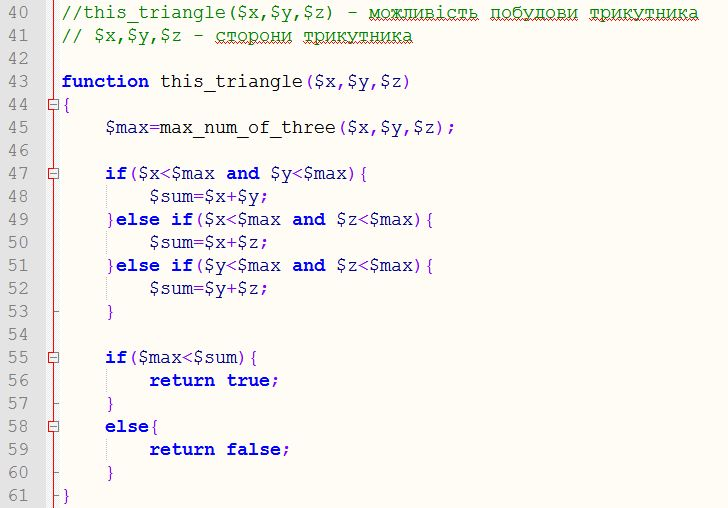 40 //this_triangle($x,$y,$z) - можливість побудови трикутника
41 // $x,$y,$z - сторони трикутника
42
43 function this_triangle($x,$y,$z)
44 {
45 $max=max_num_of_three($x,$y,$z);
46
47 if($x<$max and $y<$max){
48 $sum=$x+$y;
49 }else if($x<$max and $z<$max){
50 $sum=$x+$z;
51 }else if($y<$max and $z<$max){
52 $sum=$y+$z;
53 }
54
55 if($max<$sum){
56 return true;
57 }
58 else{
59 return false;
60 }
61 }